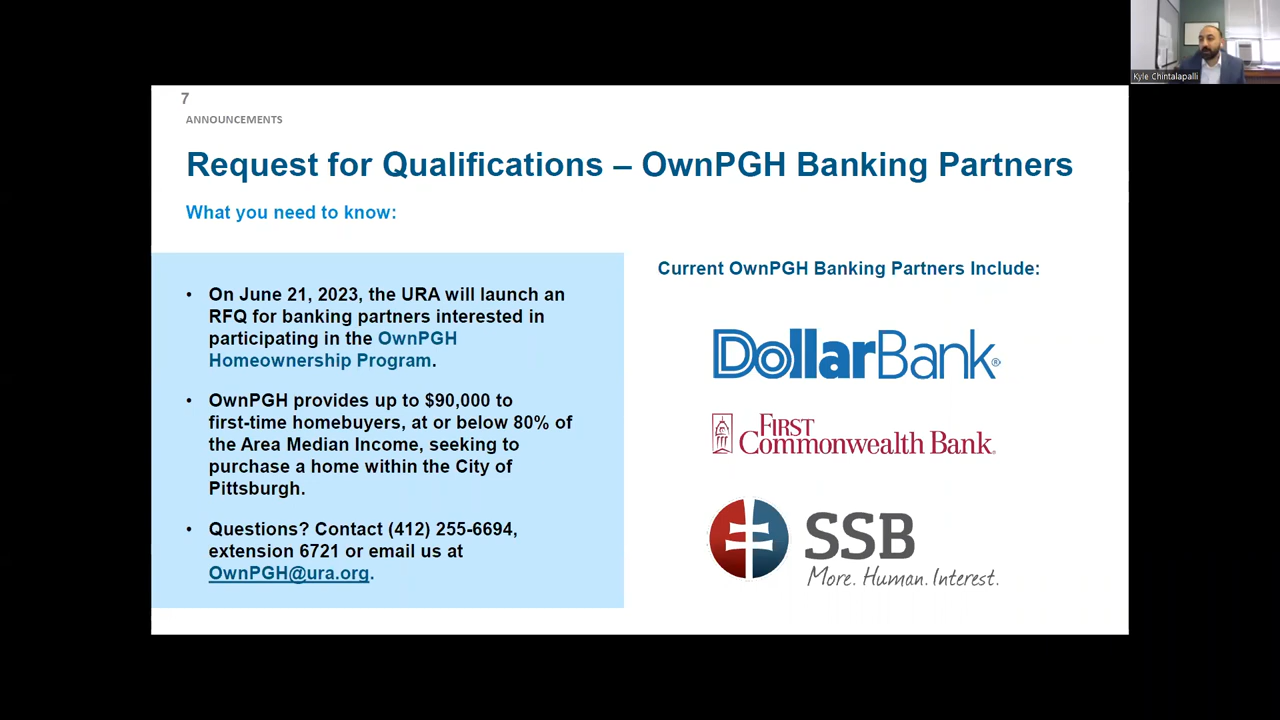 Kyle Chintalapalli
7
ANNOUNCEMENTS
Request for Qualifications – OwnPGH Banking Partners
What you need to know:
• On June 21, 2023, the URA will launch an
RFQ for banking partners interested in
participating in the OwnPGH
Homeownership Program.
• OwnPGH provides up to $90,000 to
first-time homebuyers, at or below 80% of
the Area Median Income, seeking to
purchase a home within the City of
Pittsburgh.
• Questions? Contact (412) 255-6694,
extension 6721 or email us at
OwnPGH@ura.org.
Current OwnPGH Banking Partners Include:
DollarBank®
FIRST
COMMONWEALTH BANK.
SSB
More. Human. Interest.